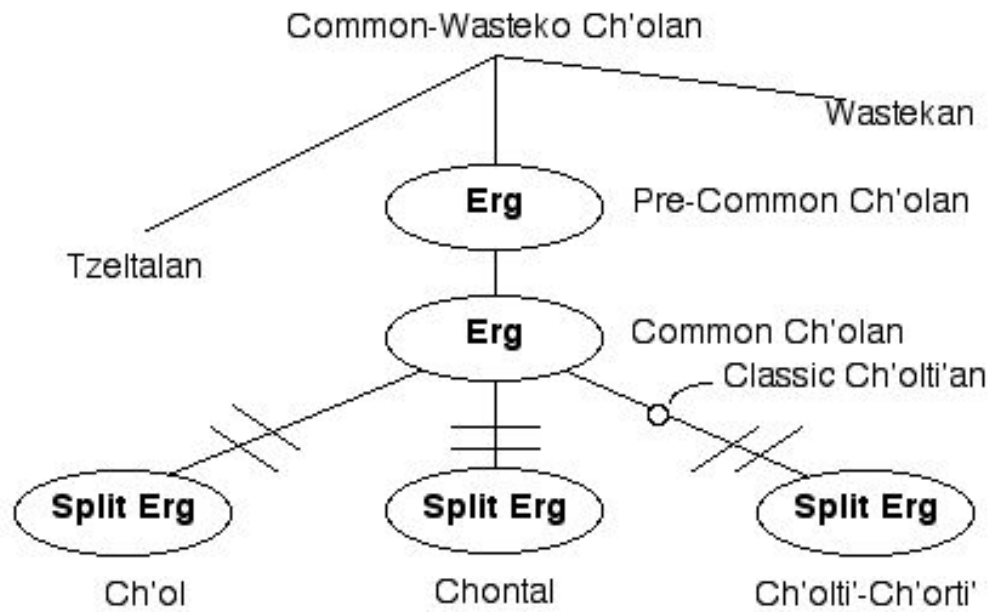 Common-Wasteko Ch'olan
Wastekan
Erg
Pre-Common Ch'olan
Tzeltalan
Erg
Common Ch'olan
Classic Ch'olti'an
Split Erg
Split Erg
Split Erg
Ch'ol
Chontal
Ch'olti'-Ch'orti'